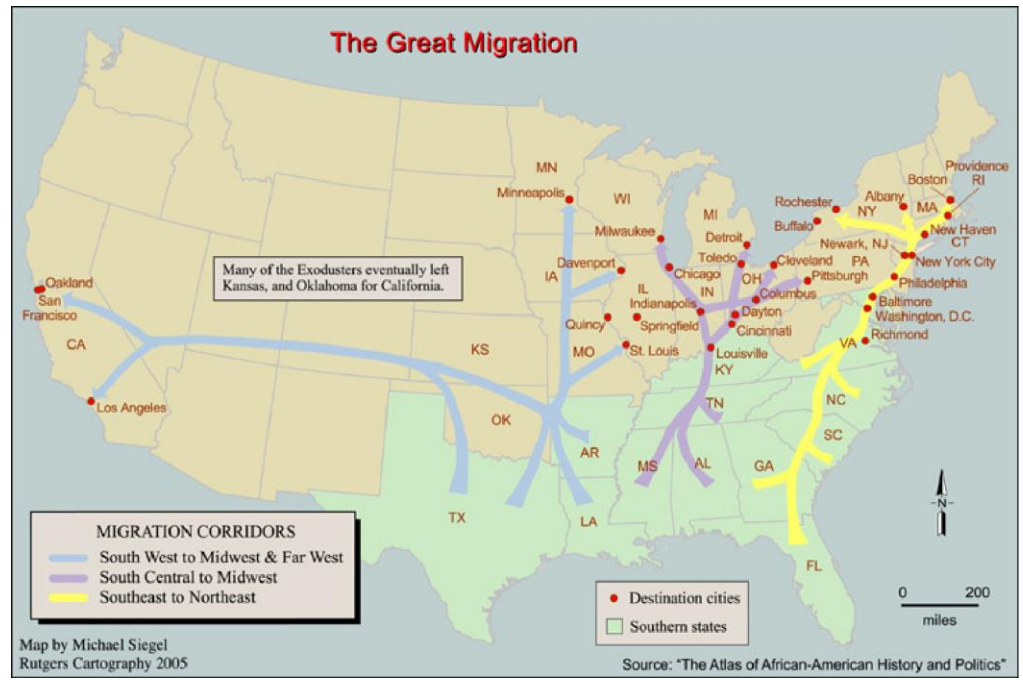 The Great Migration
MN
Minneapolis
WI
MI
Milwaukee
Detroit
Toledo
Chicago
Cleveland
Pittsburgh
Columbus
Dayton
Cincinnati
OH
IN
Indianapolis
IL
Springfield
Davenport
IA
Quincy
MO
St. Louis
Louisville
KY
TN
Rochester
Buffalo
Albany
NY
Boston
MA
Providence
RI
New Haven
CT
Newark, NJ
New York City
PA
Philadelphia
Baltimore
Washington, D.C.
Richmond
VA
NC
SC
GA
FL
AL
MS
AR
LA
TX
OK
KS
Many of the Exodusters eventually left
Kansas, and Oklahoma for California.
Oakland
San
Francisco
CA
Los Angeles
MIGRATION CORRIDORS
South West to Midwest & Far West
South Central to Midwest
Southeast to Northeast
Destination cities
Southern states
N
0 200
miles
Map by Michael Siegel
Rutgers Cartography 2005
Source: "The Atlas of African-American History and Politics"